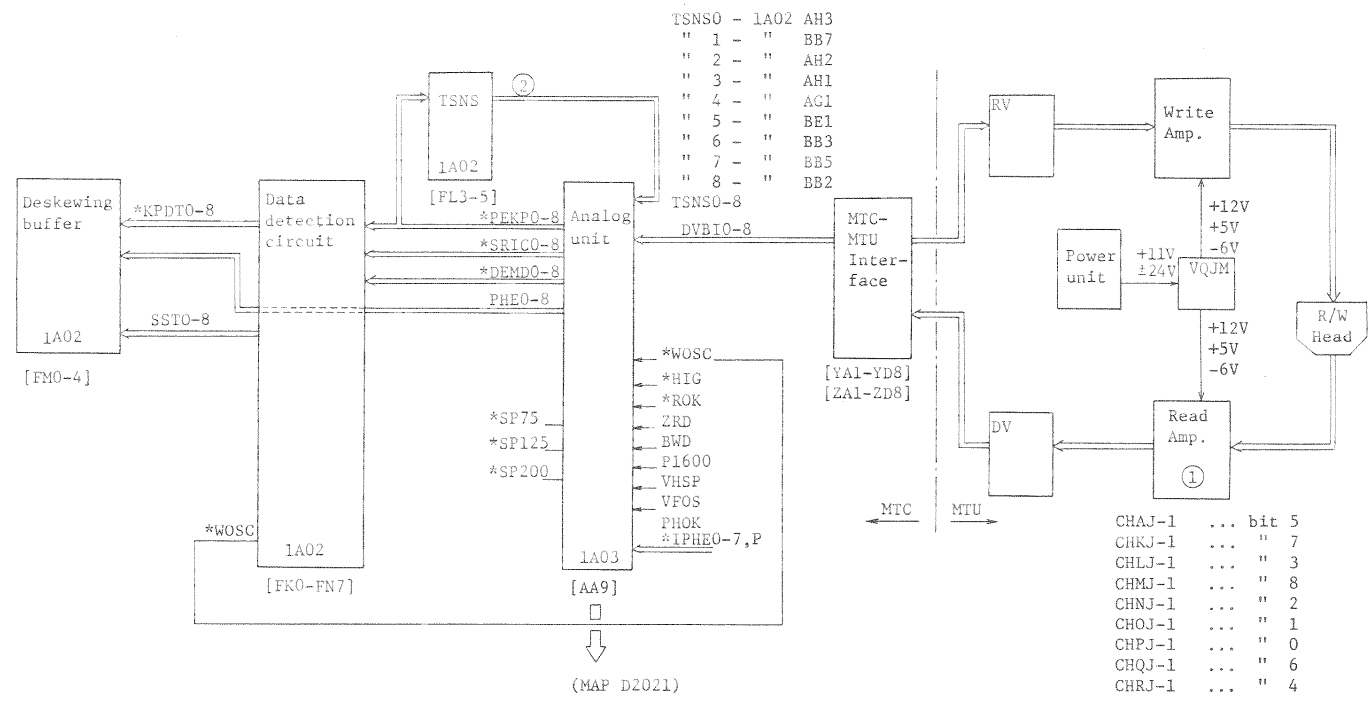 TSNS0 - 1A02 AH3
" 1 - " BB7
" 2 - " AH2
" 3 - " AH1
" 4 - " AG1
" 5 - " BE1
" 6 - " BB3
" 7 - " BB5
" 8 - " BB2
TSNS0-8
TSNS
1A02
[FL3-5]
②
Deskewing
buffer
1A02
[FM0-4]
*KPDT0-8
SST0-8
Data
detection
circuit
1A02
[FK0-FN7]
*WOSC
*PEKP0-8
*SRIC0-8
*DEMD0-8
PHE0-8
*SP75
*SP125
*SP200
Analog
unit
1A03
[AA9]
(MAP D2021)
DVBI0-8
*WOSC
*HIG
*ROK
ZRD
BWD
P1600
VHSP
VFOS
PHOK
*IPHE0-7,P
MTC-
MTU
Inter-
face
[YA1-YD8]
[ZA1-ZD8]
MTC
MTU
RV
DV
Write
Amp.
+12V
+5V
-6V
Power
unit
+11V
±24V
VQJM
+12V
+5V
-6V
R/W
Head
Read
Amp.
①
CHAJ-1 ... bit 5
CHKJ-1 ... " 7
CHLJ-1 ... " 3
CHMJ-1 ... " 8
CHNJ-1 ... " 2
CHOJ-1 ... " 1
CHPJ-1 ... " 0
CHQJ-1 ... " 6
CHRJ-1 ... " 4